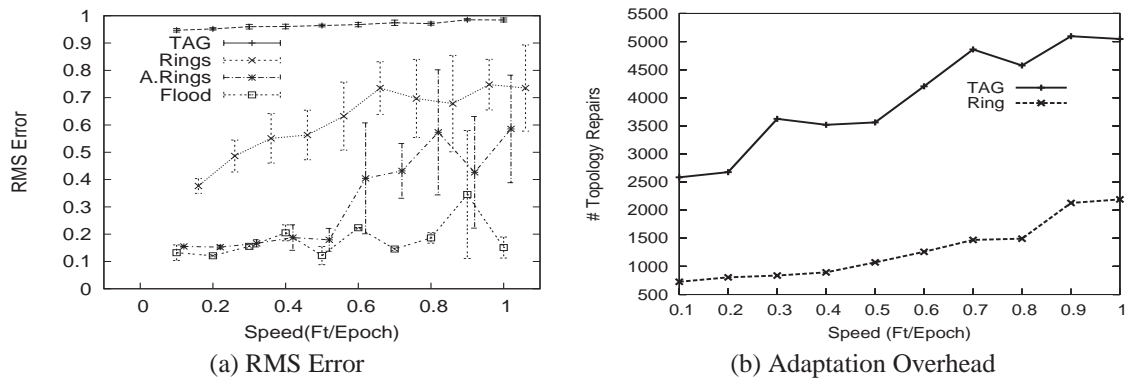 1
0.9
0.8
0.7
0.6
0.5
0.4
0.3
0.2
0.1
0
RMS Error
TAG
Rings
A.Rings
Flood
0 0.2 0.4 0.6 0.8 1
Speed(Ft/Epoch)
(a) RMS Error
5500
5000
4500
4000
3500
3000
2500
2000
1500
1000
500
# Topology Repairs
TAG
Ring
0.1 0.2 0.3 0.4 0.5 0.6 0.7 0.8 0.9 1
Speed (Ft/Epoch)
(b) Adaptation Overhead